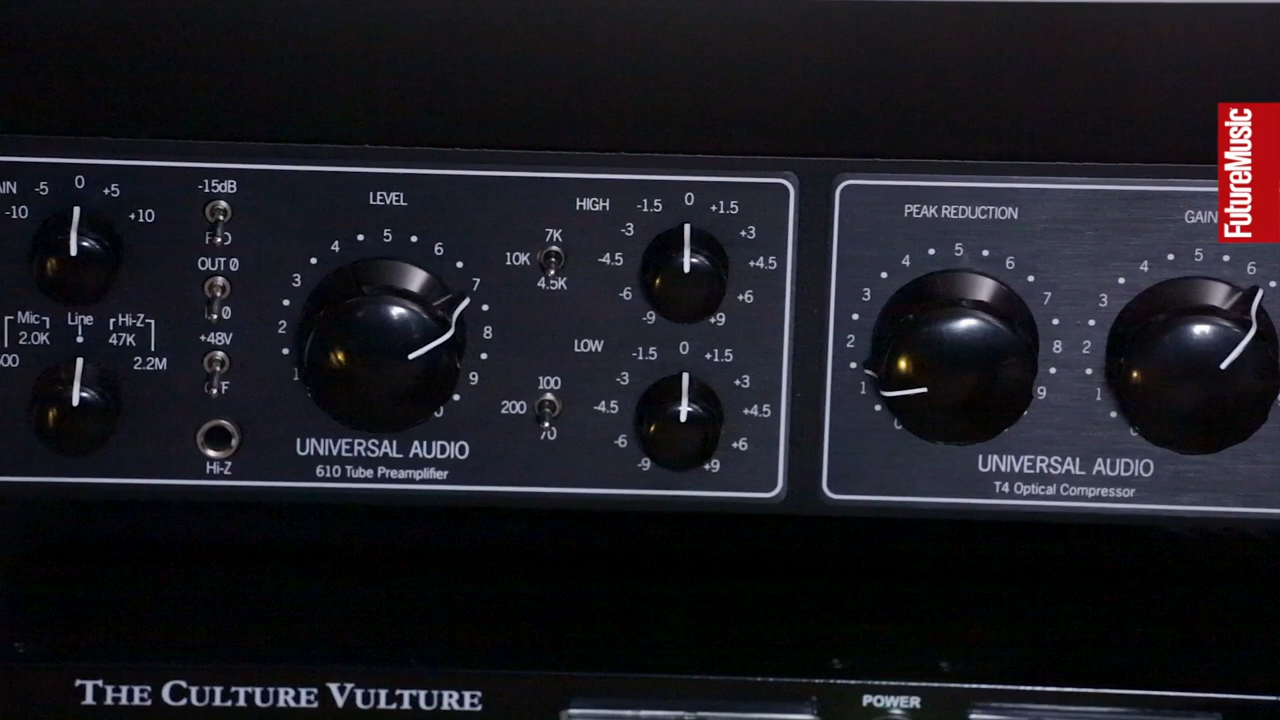 -5 0 +5
-10 +10
Mic Line Hi-Z
2.0K 47K
2.2M
-15dB
OUT Ø
+48V
Hi-Z
LEVEL
1 2 3 4 5 6 7 8 9
UNIVERSAL AUDIO
610 Tube Preamplifier
7K
10K
4.5K
100
200
70
HIGH
-9 -6 -4.5 -3 -1.5 0 +1.5 +3 +4.5 +6 +9
LOW
-9 -6 -4.5 -3 -1.5 0 +1.5 +3 +4.5 +6 +9
PEAK REDUCTION
1 2 3 4 5 6 7 8 9
UNIVERSAL AUDIO
T4 Optical Compressor
1 2 3 4 5 6
FutureMusic
THE CULTURE VULTURE
POWER